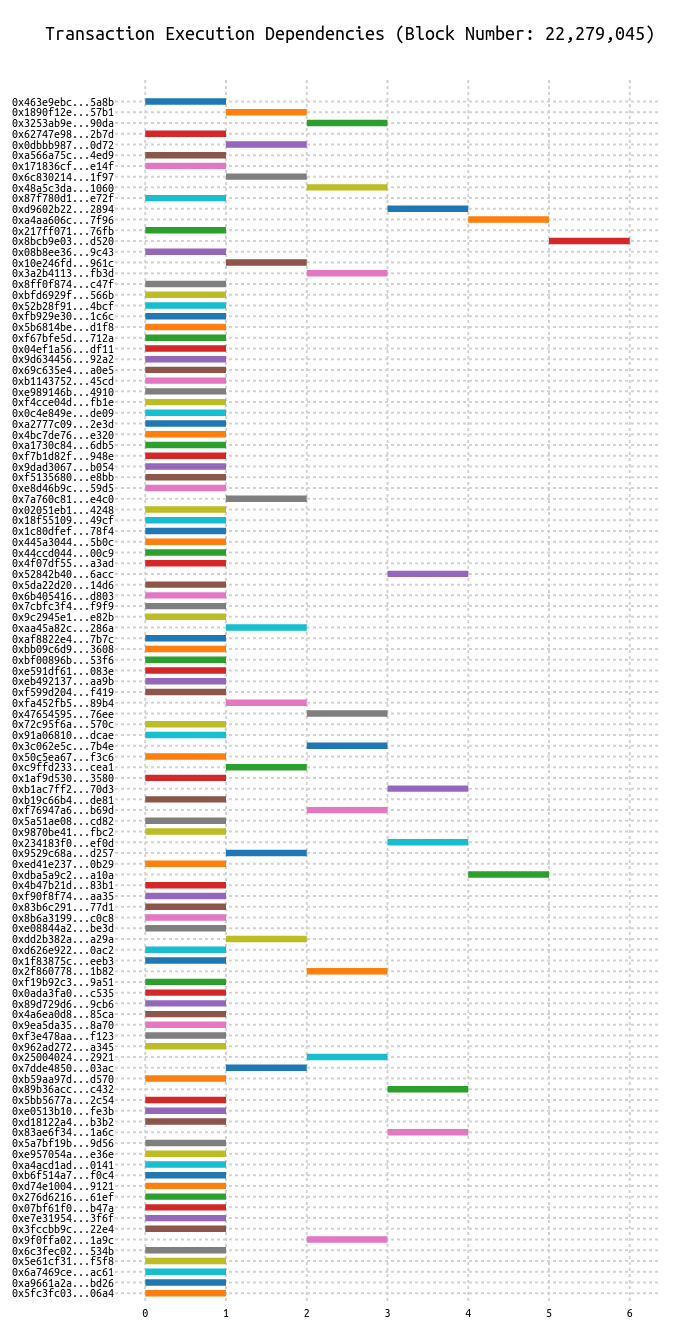 Transaction Execution Dependencies (Block Number: 22,279,045)
0x463e9ebc...5a8b
0x1890f12e...57b1
0x3253ab9e...90da
0x62747e98...2b7d
0x0dbbb987...0d72
0xa566a75c...4ed9
0x171836cf...e14f
0x6c830214...1f97
0x48a5c3da...1060
0x87f780d1...e72f
0xd9602b22...2894
0xa4aa606c...7f96
0x217ff071...76fb
0x8bcb9e03...d520
0x08b8ee36...9c43
0x10e246fd...961c
0x3a2b4113...fb3d
0x8ff0f874...c47f
0xbfd6929f...566b
0x52b28f91...4bcf
0xfb929e30...1c6c
0x5b6814be...d1f8
0xf67bfe5d...712a
0x04ef1a56...df11
0x9d634456...92a2
0x69c635e4...a0e5
0xb1143752...45cd
0xe989146b...4910
0xf4cce04d...fb1e
0x0c4e849e...de09
0xa2777c09...2e3d
0x4bc7de76...e320
0xa1730c84...6db5
0xf7b1d82f...948e
0x9dad3067...b054
0xf5135680...e8bb
0xe8d46b9c...59d5
0x7a760c81...e4c0
0x02051eb1...4248
0x18f55109...49cf
0x1c80dfef...78f4
0x445a3044...5b0c
0x44ccd044...00c9
0x4f07df55...a3ad
0x52842b40...6acc
0x5da22d20...14d6
0x6b405416...d803
0x7cbfc3f4...f9f9
0x9c2945e1...e82b
0xaa45a82c...286a
0xaf8822e4...7b7c
0xbb09c6d9...3608
0xbf00896b...53f6
0xe591df61...083e
0xeb492137...aa9b
0xf599d204...f419
0xfa452fb5...89b4
0x47654595...76ee
0x72c95f6a...570c
0x91a06810...dcae
0x3c062e5c...7b4e
0x50c5ea67...f3c6
0xc9ffd233...cea1
0x1af9d530...3580
0xb1ac7ff2...70d3
0xb19c66b4...de81
0xf76947a6...b69d
0x5a51ae08...cd82
0x9870be41...fbc2
0x234183f0...ef0d
0x9529c68a...d257
0xed41e237...0b29
0xdba5a9c2...a10a
0x4b47b21d...83b1
0xf90f8f74...aa35
0x83b6c291...77d1
0x8b6a3199...c0c8
0xe08844a2...be3d
0xdd2b382a...a29a
0xd626e922...0ac2
0x1f83875c...eeb3
0x2f860778...1b82
0xf19b92c3...9a51
0x0ada3fa0...c535
0x89d729d6...9cb6
0x4a6ea0d8...85ca
0x9ea5da35...8a70
0xf3e478aa...f123
0x962ad272...a345
0x25004024...2921
0x7dde4850...03ac
0xb59aa97d...d570
0x89b36acc...c432
0x5bb5677a...2c54
0xe0513b10...fe3b
0xd18122a4...b3b2
0x83ae6f34...1a6c
0x5a7bf19b...9d56
0xe957054a...e36e
0xa4acd1ad...0141
0xb6f514a7...f0c4
0xd74e1004...9121
0x276d6216...61ef
0x07bf61f0...b47a
0xe7e31954...3f6f
0x3fccbb9c...22e4
0x9f0ffa02...1a9c
0x6c3fec02...534b
0x5e61cf31...f5f8
0x6a7469ce...ac61
0xa9661a2a...bd26
0x5fc3fc03...06a4
0 1 2 3 4 5 6